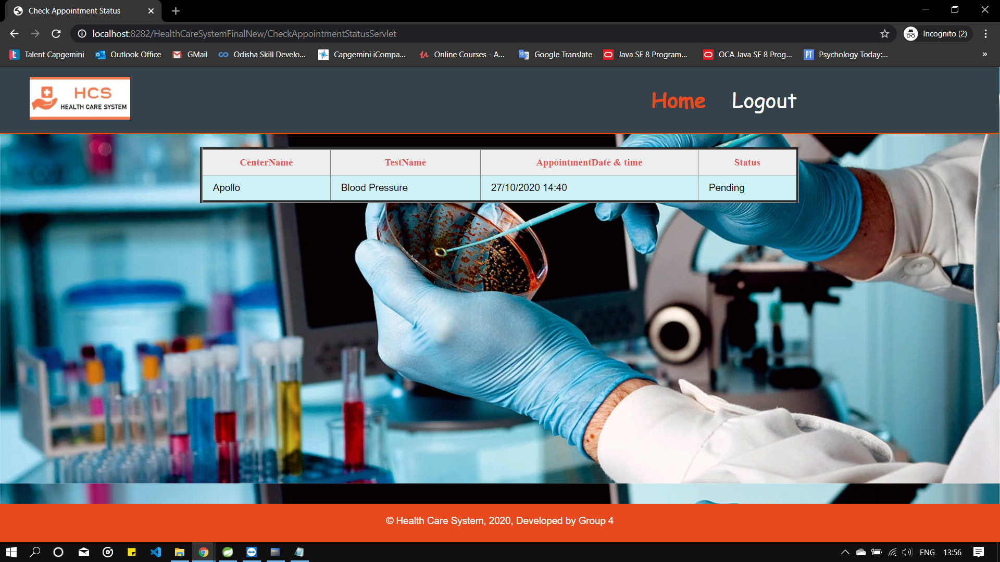 Check Appointment Status
localhost:8282/HealthCareSystemFinalNew/CheckAppointmentStatusServlet
Incognito (2)
Talent Capgemini
Outlook Office
GMail
Odisha Skill Develo...
Capgemini iCompa...
Online Courses - A...
Google Translate
Java SE 8 Program...
OCA Java SE 8 Prog...
PT
Psychology Today:...
»
HCS
HEALTH CARE SYSTEM
Home
Logout
CenterName
TestName
AppointmentDate & time
Status
Apollo
Blood Pressure
27/10/2020 14:40
Pending
© Health Care System, 2020, Developed by Group 4
ENG
13:56